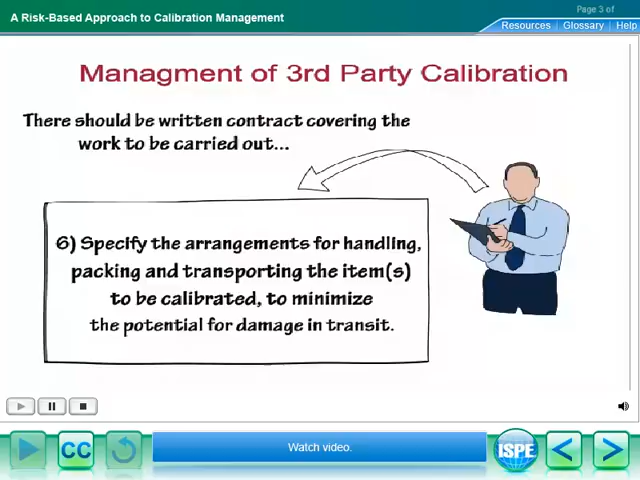 A Risk-Based Approach to Calibration Management
Page 3 of
Resources | Glossary | Help
Managment of 3rd Party Calibration
There should be written contract covering the
work to be carried out...
6) Specify the arrangements for handling,
packing and transporting the item(s)
to be calibrated, to minimize
the potential for damage in transit.
CC
Watch video.
ISPE